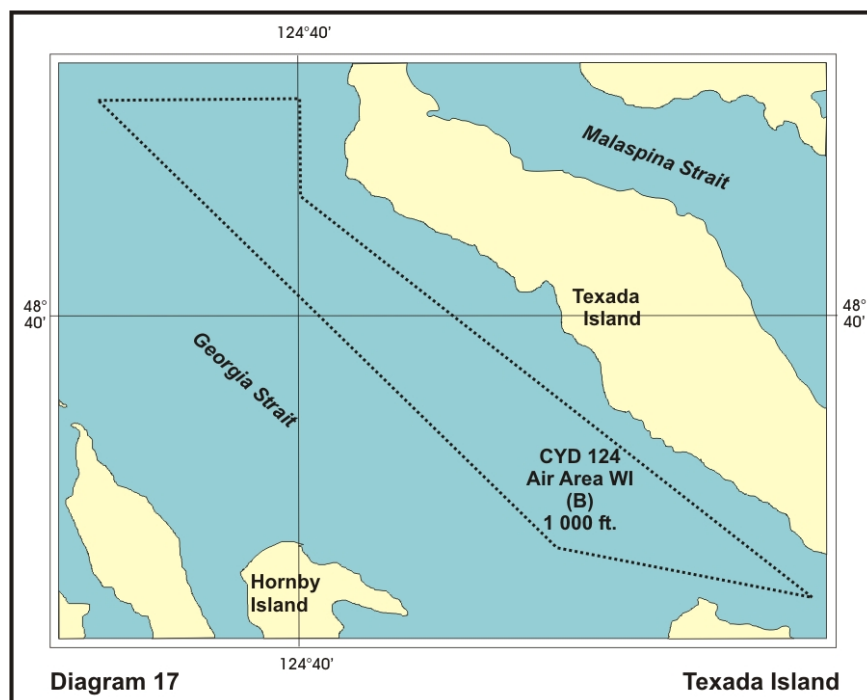 124°40'
Malaspina Strait
48°
40'
Texada
Island
48°
40'
Georgia Strait
CYD 124
Air Area WI
(B)
1 000 ft.
Hornby
Island
124°40'
Diagram 17
Texada Island